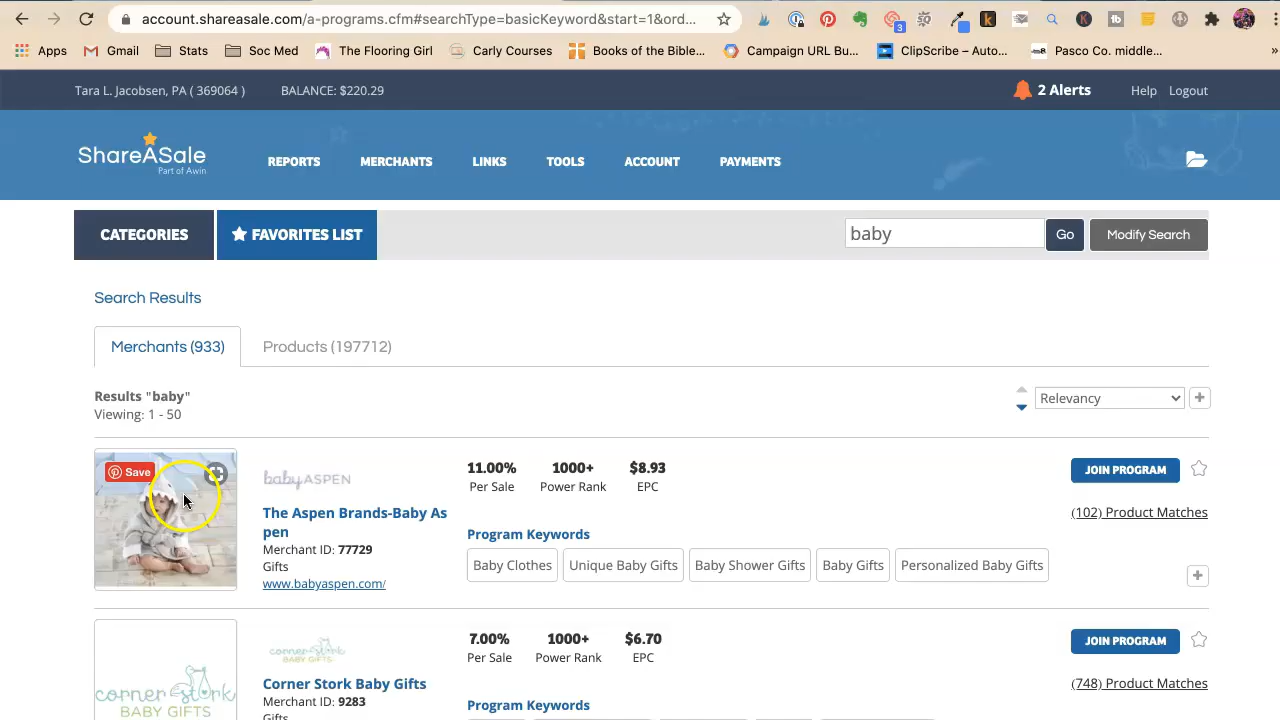 account.shareasale.com/a-programs.cfm#searchType=basicKeyword&start=1&ord...
3
Apps
Gmail
Stats
Soc Med
The Flooring Girl
Carly Courses
Books of the Bible...
Campaign URL Bu...
ClipScribe – Auto...
Pasco Co. middle...
»
Tara L. Jacobsen, PA ( 369064 )
BALANCE: $220.29
2 Alerts
Help
Logout
ShareASale
Part of Awin
REPORTS
MERCHANTS
LINKS
TOOLS
ACCOUNT
PAYMENTS
CATEGORIES
FAVORITES LIST
baby
Go
Modify Search
Search Results
Merchants (933)
Products (197712)
Results "baby"
Viewing: 1 - 50
Relevancy
Save
babyASPEN
The Aspen Brands-Baby As
pen
Merchant ID: 77729
Gifts
www.babyaspen.com/
11.00%
Per Sale
1000+
Power Rank
$8.93
EPC
Program Keywords
Baby Clothes
Unique Baby Gifts
Baby Shower Gifts
Baby Gifts
Personalized Baby Gifts
JOIN PROGRAM
(102) Product Matches
corner stork
BABY GIFTS
corner stork
BABY GIFTS
Corner Stork Baby Gifts
Merchant ID: 9283
Gifts
7.00%
Per Sale
1000+
Power Rank
$6.70
EPC
Program Keywords
JOIN PROGRAM
(748) Product Matches